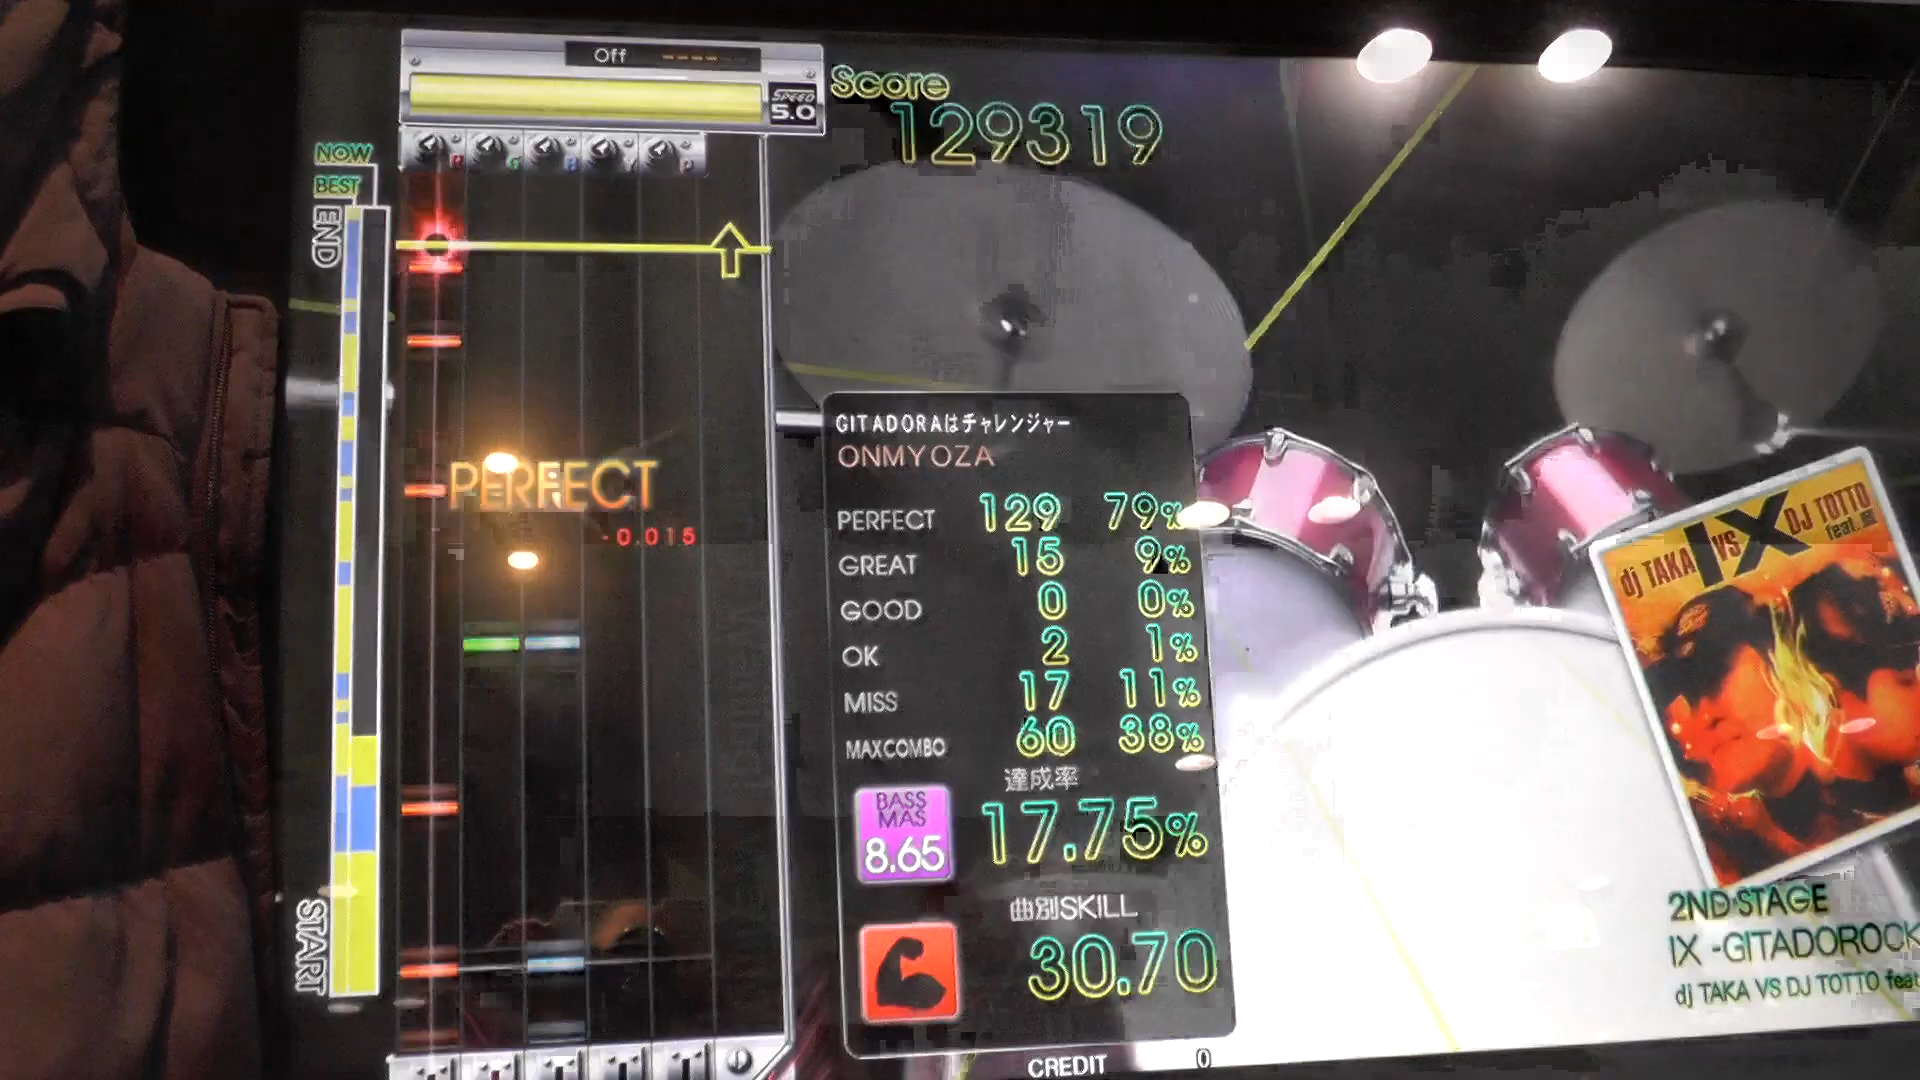 Off
SPEED
5.0
Score
129319
NOW
BEST
END
R G B Y P
PERFECT
-0.015
START
GITADORAはチャレンジャー
ONMYOZA
PERFECT 129 79%
GREAT 15 9%
GOOD 0 0%
OK 2 1%
MISS 17 11%
MAXCOMBO 60 38%
達成率
BASS
MAS
8.65
17.75%
曲別SKILL
30.70
CREDIT 0
dj TAKA VS DJ TOTTO
feat.
IX
2ND STAGE
IX -GITADOROCK
dj TAKA VS DJ TOTTO feat